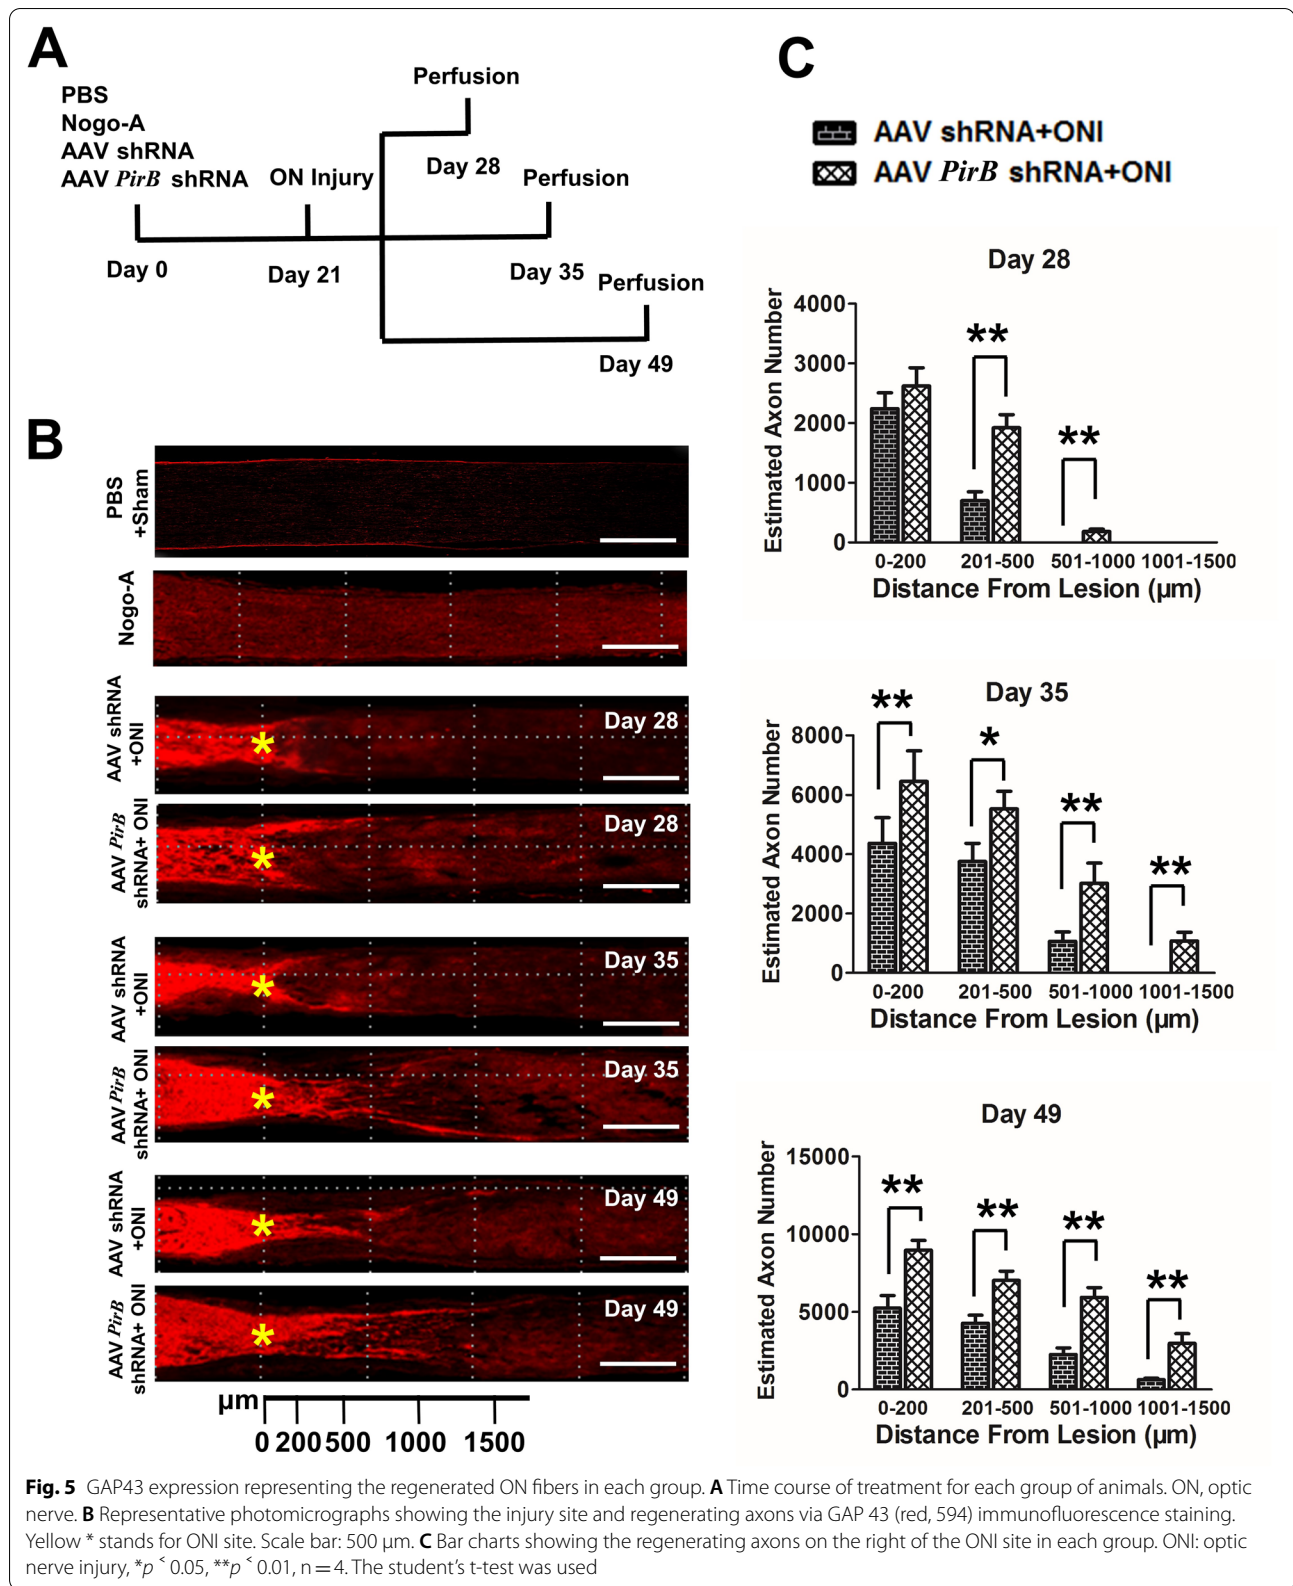 A
PBS
Nogo-A
AAV shRNA
AAV PirB shRNA
ON Injury
Perfusion
Day 28
Perfusion
Day 0
Day 21
Day 35
Perfusion
Day 49
B
PBS
+Sham
Nogo-A
AAV shRNA
+ONI
Day 28
AAV PirB
shRNA+ ONI
Day 28
AAV shRNA
+ONI
Day 35
AAV PirB
shRNA+ ONI
Day 35
AAV shRNA
+ONI
Day 49
AAV PirB
shRNA+ ONI
Day 49
*
*
*
*
*
*
µm
0 200 500 1000 1500
C
AAV shRNA+ONI
AAV PirB shRNA+ONI
Day 28
Estimated Axon Number
4000
3000
2000
1000
0
**
**
0-200 201-500 501-1000 1001-1500
Distance From Lesion (µm)
Day 35
Estimated Axon Number
8000
6000
4000
2000
0
**
*
**
**
0-200 201-500 501-1000 1001-1500
Distance From Lesion (µm)
Day 49
Estimated Axon Number
15000
10000
5000
0
**
**
**
**
0-200 201-500 501-1000 1001-1500
Distance From Lesion (µm)
Fig. 5 GAP43 expression representing the regenerated ON fibers in each group. A Time course of treatment for each group of animals. ON, optic
nerve. B Representative photomicrographs showing the injury site and regenerating axons via GAP 43 (red, 594) immunofluorescence staining.
Yellow * stands for ONI site. Scale bar: 500 µm. C Bar charts showing the regenerating axons on the right of the ONI site in each group. ONI: optic
nerve injury, *p ˂ 0.05, **p ˂ 0.01, n = 4. The student's t-test was used